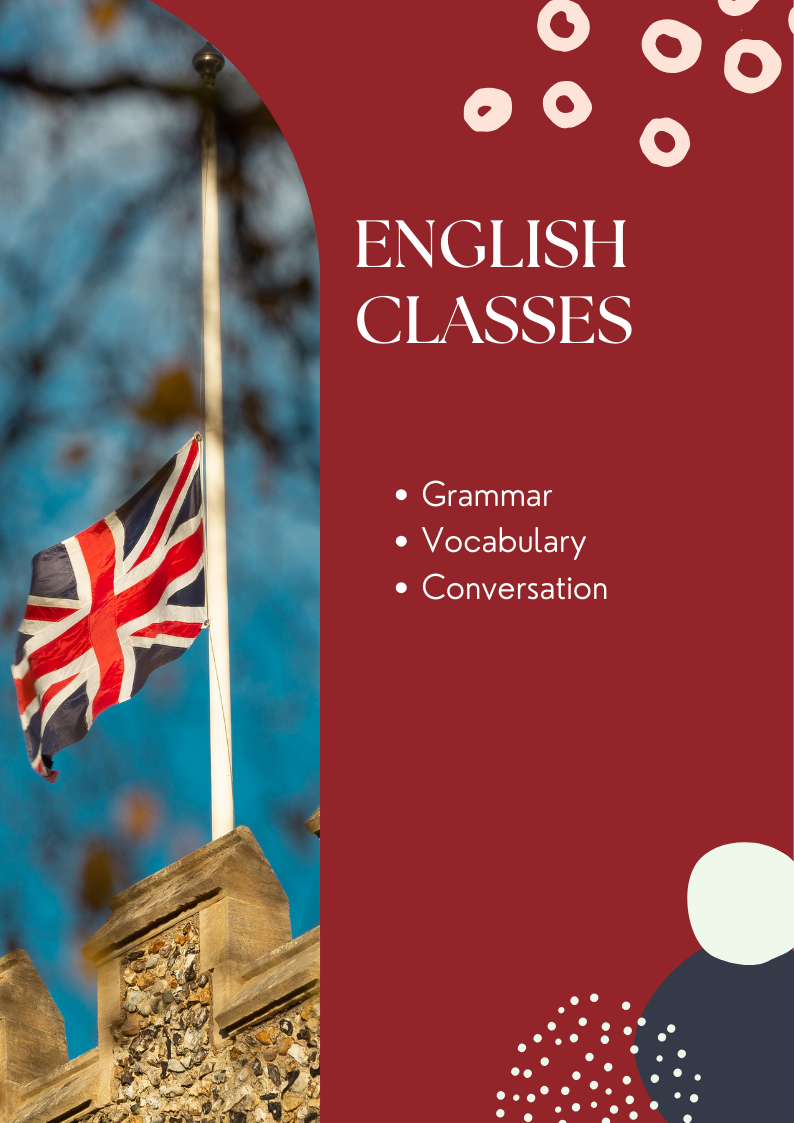 ENGLISH
CLASSES
• Grammar
• Vocabulary
• Conversation